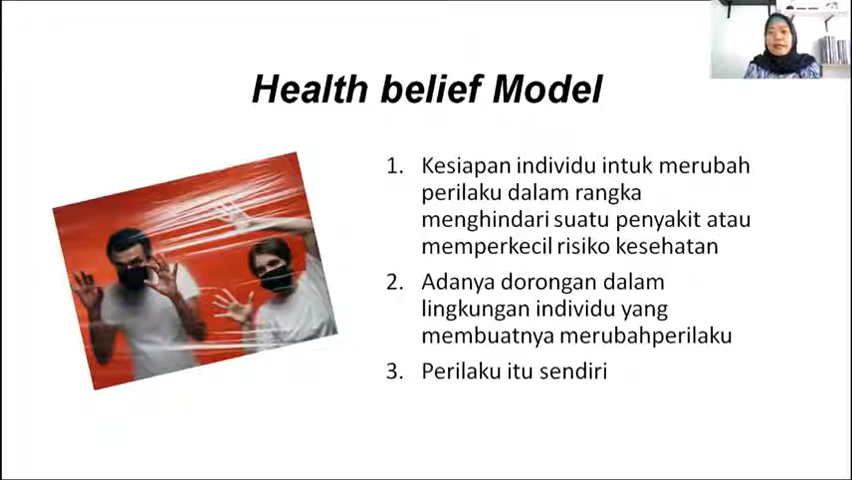 Health belief Model
1. Kesiapan individu intuk merubah
perilaku dalam rangka
menghindari suatu penyakit atau
memperkecil risiko kesehatan
2. Adanya dorongan dalam
lingkungan individu yang
membuatnya merubahperilaku
3. Perilaku itu sendiri